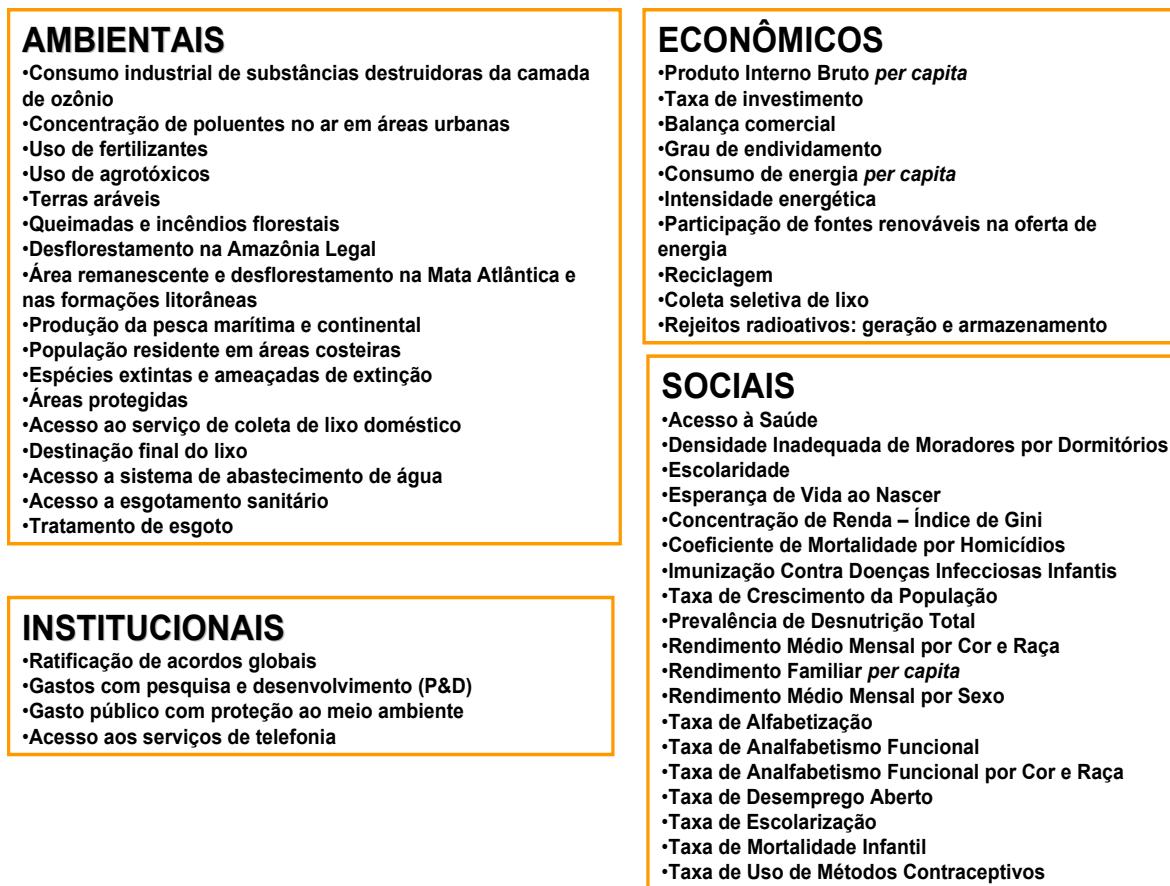 AMBIENTAIS
•Consumo industrial de substâncias destruidoras da camada
de ozônio
•Concentração de poluentes no ar em áreas urbanas
•Uso de fertilizantes
•Uso de agrotóxicos
•Terras aráveis
•Queimadas e incêndios florestais
•Desflorestamento na Amazônia Legal
•Área remanescente e desflorestamento na Mata Atlântica e
nas formações litorâneas
•Produção da pesca marítima e continental
•População residente em áreas costeiras
•Espécies extintas e ameaçadas de extinção
•Áreas protegidas
•Acesso ao serviço de coleta de lixo doméstico
•Destinação final do lixo
•Acesso a sistema de abastecimento de água
•Acesso a esgotamento sanitário
•Tratamento de esgoto
INSTITUCIONAIS
•Ratificação de acordos globais
•Gastos com pesquisa e desenvolvimento (P&D)
•Gasto público com proteção ao meio ambiente
•Acesso aos serviços de telefonia
ECONÔMICOS
•Produto Interno Bruto per capita
•Taxa de investimento
•Balança comercial
•Grau de endividamento
•Consumo de energia per capita
•Intensidade energética
•Participação de fontes renováveis na oferta de
energia
•Reciclagem
•Coleta seletiva de lixo
•Rejeitos radioativos: geração e armazenamento
SOCIAIS
•Acesso à Saúde
•Densidade Inadequada de Moradores por Dormitórios
•Escolaridade
•Esperança de Vida ao Nascer
•Concentração de Renda – Índice de Gini
•Coeficiente de Mortalidade por Homicídios
•Imunização Contra Doenças Infecciosas Infantis
•Taxa de Crescimento da População
•Prevalência de Desnutrição Total
•Rendimento Médio Mensal por Cor e Raça
•Rendimento Familiar per capita
•Rendimento Médio Mensal por Sexo
•Taxa de Alfabetização
•Taxa de Analfabetismo Funcional
•Taxa de Analfabetismo Funcional por Cor e Raça
•Taxa de Desemprego Aberto
•Taxa de Escolarização
•Taxa de Mortalidade Infantil
•Taxa de Uso de Métodos Contraceptivos